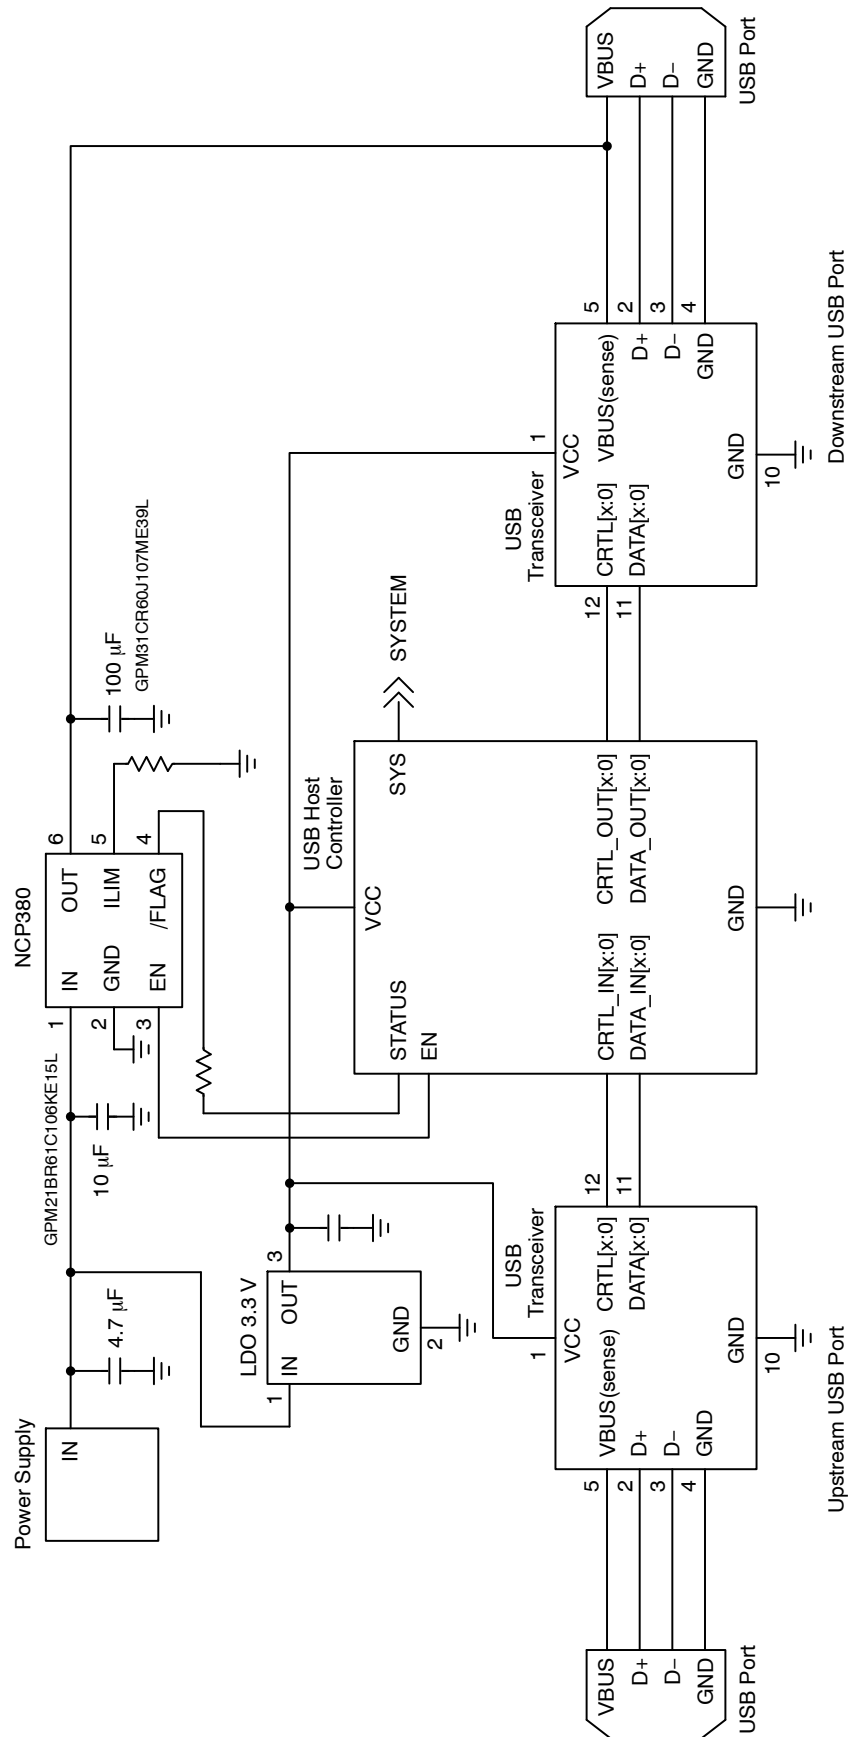 Power Supply
IN
4.7 μF
GPM21BR61C106KE15L
10 μF
NCP380
1
IN
OUT
6
2
GND
ILIM
5
3
EN
/FLAG
4
100 μF
GPM31CR60J107ME39L
LDO 3.3 V
1
IN
OUT
3
GND
2
USB Host
Controller
STATUS
EN
VCC
SYS
SYSTEM
CRTL_IN[x:0]
CRTL_OUT[x:0]
DATA_IN[x:0]
DATA_OUT[x:0]
GND
USB
Transceiver
1
VCC
5
VBUS(sense)
CRTL[x:0]
12
2
D+
DATA[x:0]
11
3
D−
4
GND
GND
10
VBUS
D+
D−
GND
USB Port
Upstream USB Port
USB
Transceiver
1
VCC
12
CRTL[x:0]
VBUS(sense)
5
11
DATA[x:0]
D+
2
D−
3
GND
4
GND
10
VBUS
D+
D−
GND
USB Port
Downstream USB Port